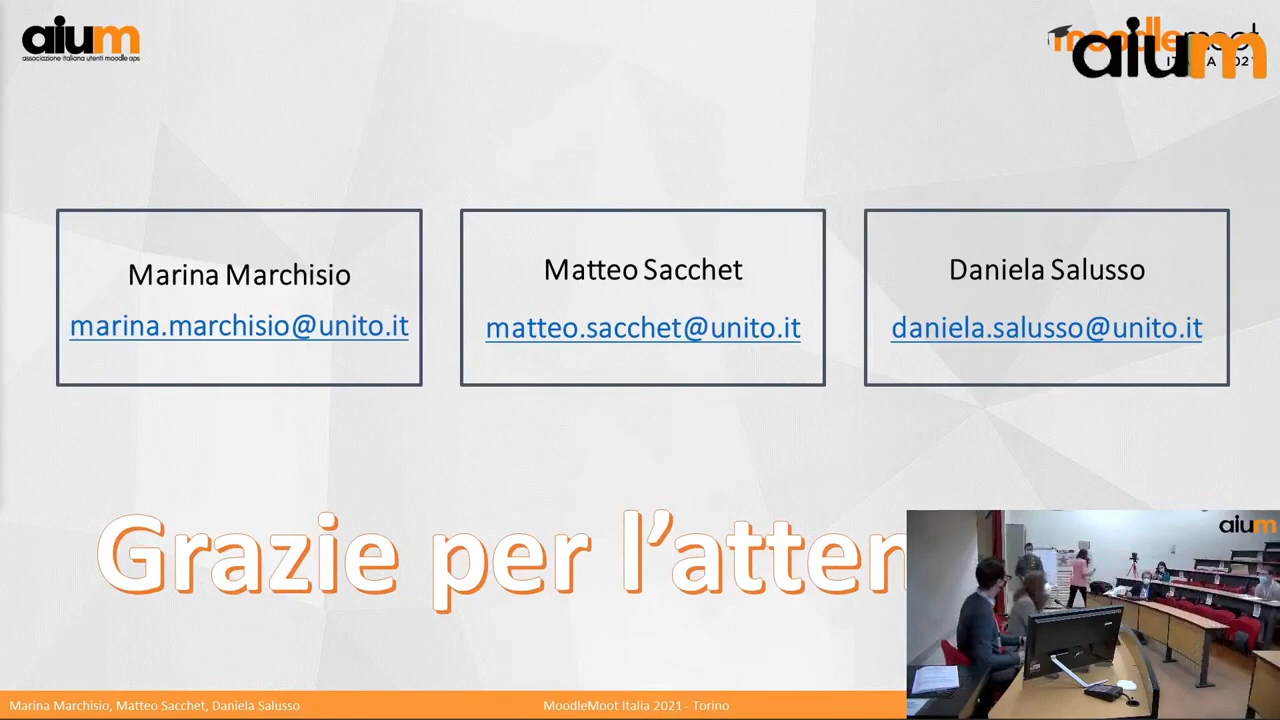 aium
associazione italiana utenti moodle aps
moodlemoot
aium
Marina Marchisio
marina.marchisio@unito.it
Matteo Sacchet
matteo.sacchet@unito.it
Daniela Salusso
daniela.salusso@unito.it
Grazie per l'atten
aium
Marina Marchisio, Matteo Sacchet, Daniela Salusso
MoodleMoot Italia 2021 - Torino